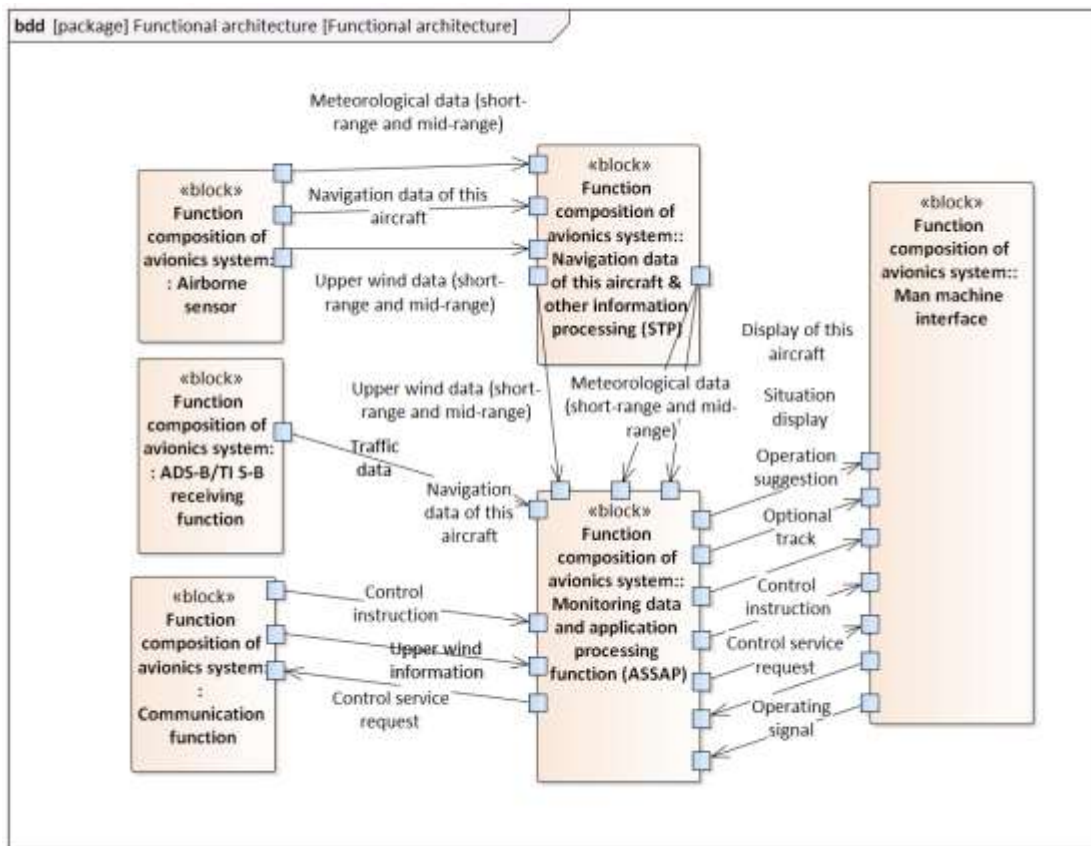 bdd [package] Functional architecture [Functional architecture]
Meteorological data (short-
range and mid-range)
«block»
Function
composition of
avionics system:
: Airborne
sensor
Navigation data of this
aircraft
Upper wind data (short-
range and mid-range)
«block»
Function
composition of
avionics system::
Navigation data
of this aircraft &
other information
processing (STP)
«block»
Function
composition of
avionics system::
Man machine
interface
«block»
Function
composition of
avionics system:
: ADS-B/TI S-B
receiving
function
Upper wind data (short-
range and mid-range)
Meteorological data
(short-range and mid-
range)
Traffic
data
Navigation
data of this
aircraft
Display of this
aircraft
Situation
display
Operation
suggestion
Optional
track
Control
instruction
Control service
request
Operating
signal
«block»
Function
composition of
avionics system::
Monitoring data
and application
processing
function (ASSAP)
«block»
Function
composition of
avionics system:
:
Communication
function
Control
instruction
Upper wind
information
Control service
request